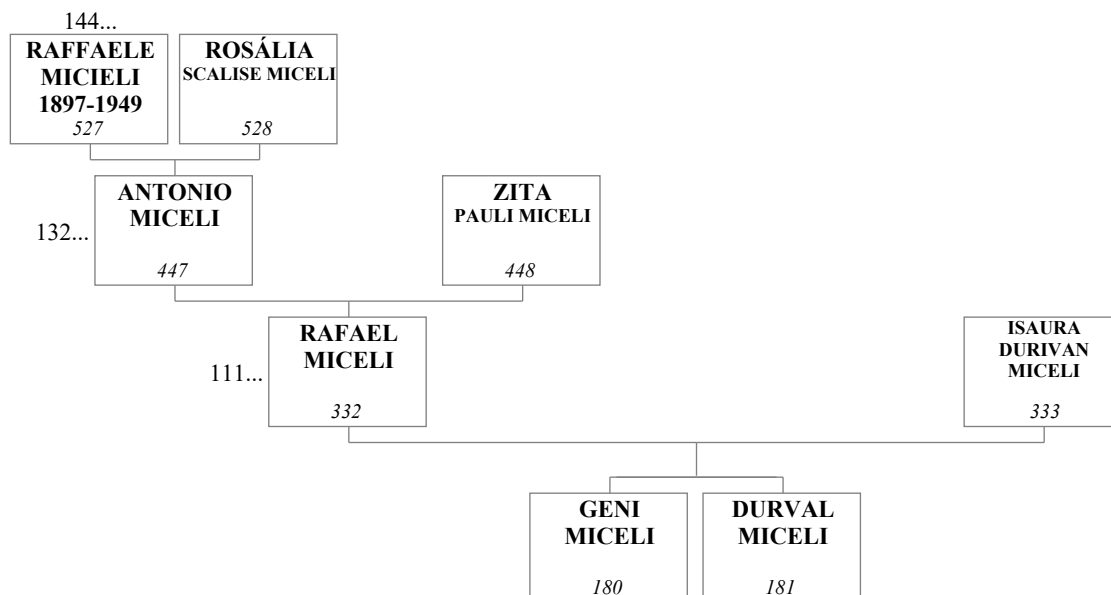 144...
RAFFAELE
MICIELI
1897-1949
527
ROSÁLIA
SCALISE MICELI
528
132...
ANTONIO
MICELI
447
ZITA
PAULI MICELI
448
111...
RAFAEL
MICELI
332
ISAURA
DURIVAN
MICELI
333
GENI
MICELI
180
DURVAL
MICELI
181